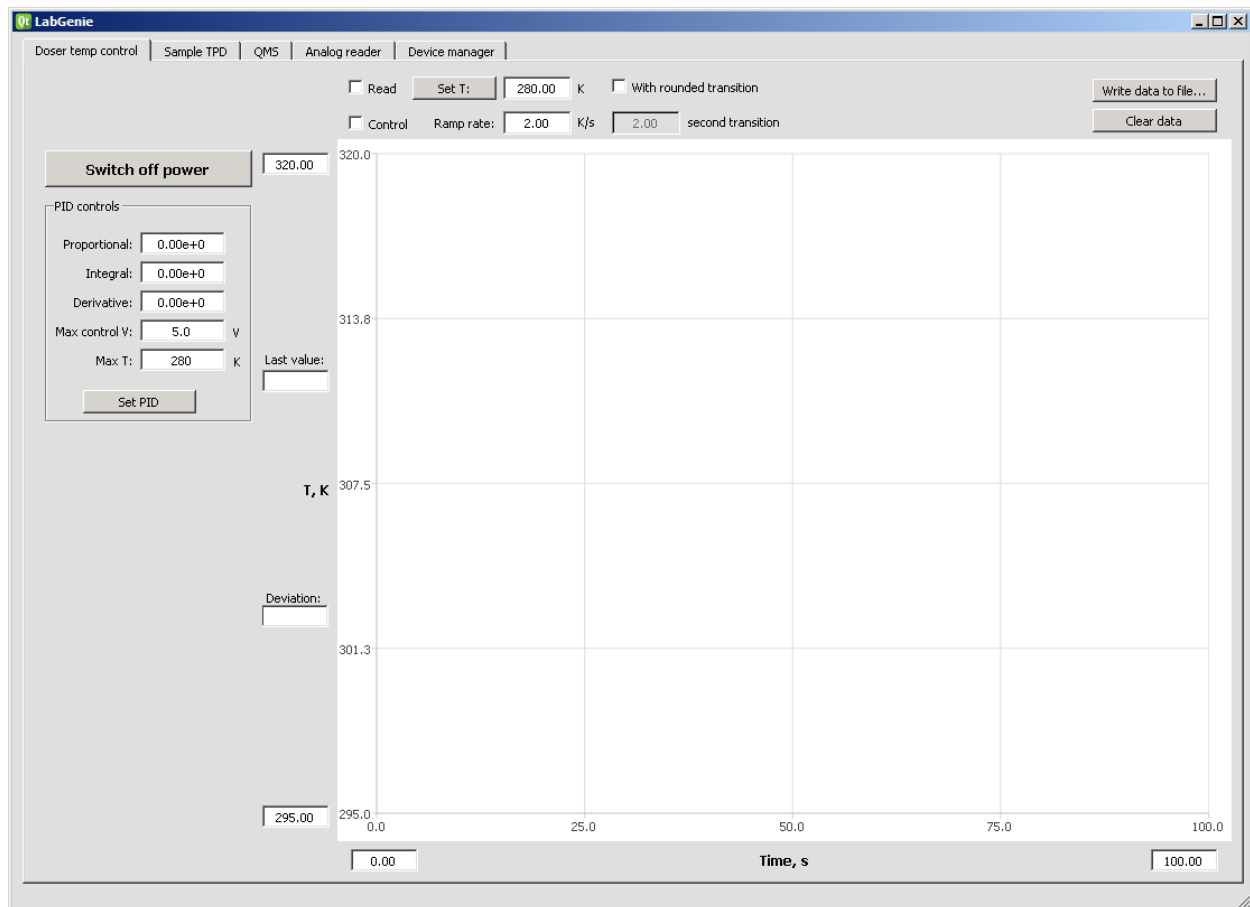 Qt LabGenie
Doser temp control Sample TPD QMS Analog reader Device manager
Read Set T: 280.00 K With rounded transition Write data to file...
Control Ramp rate: 2.00 K/s 2.00 second transition Clear data
Switch off power 320.00 320.0
PID controls
Proportional: 0.00e+0
Integral: 0.00e+0
Derivative: 0.00e+0
313.8
Max control V: 5.0 V
Max T: 280 K Last value:
Set PID
T, K 307.5
Deviation:
301.3
295.00 295.0
0.0 25.0 50.0 75.0 100.0
0.00 Time, s 100.00